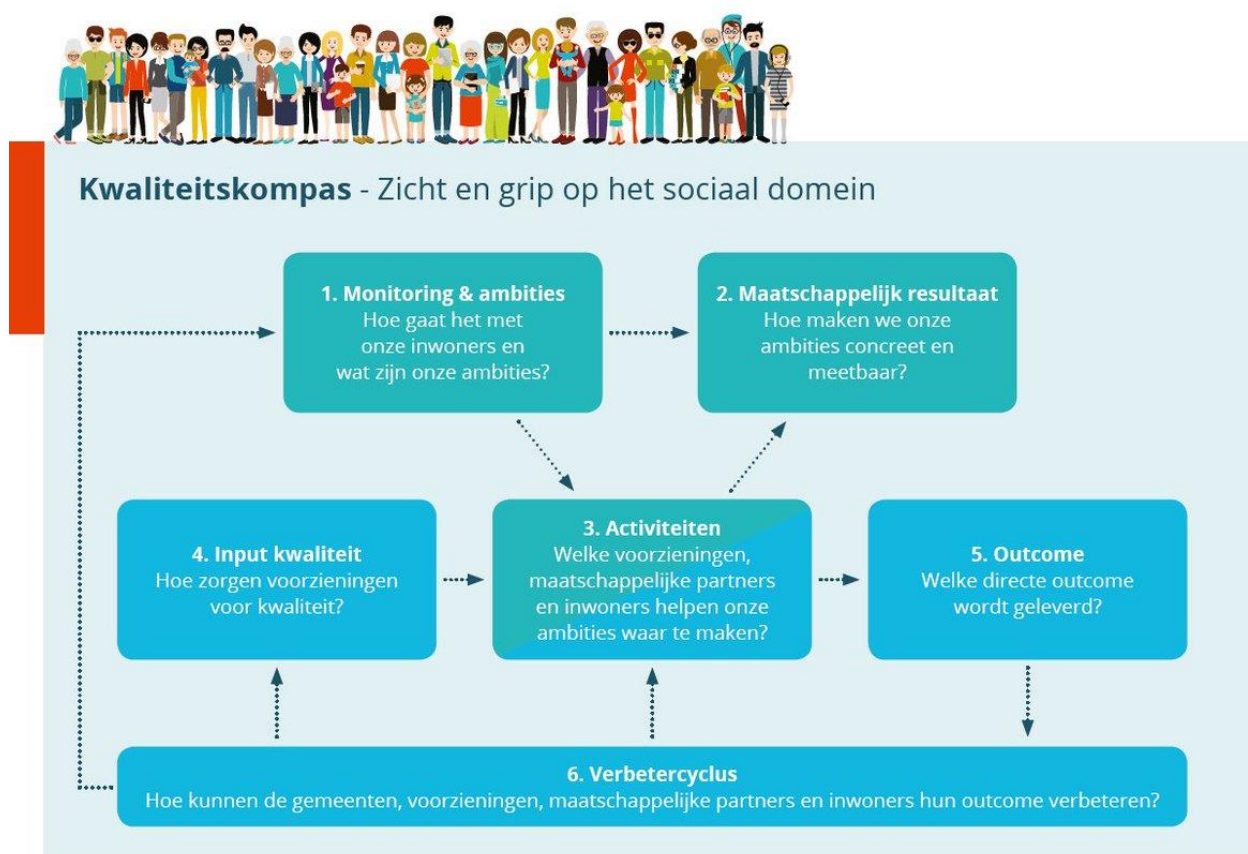 Kwaliteitskompas - Zicht en grip op het sociaal domein
1. Monitoring & ambities
Hoe gaat het met
onze inwoners en
wat zijn onze ambities?
2. Maatschappelijk resultaat
Hoe maken we onze
ambities concreet en
meetbaar?
4. Input kwaliteit
Hoe zorgen voorzieningen
voor kwaliteit?
3. Activiteiten
Welke voorzieningen,
maatschappelijke partners
en inwoners helpen onze
ambities waar te maken?
5. Outcome
Welke directe outcome
wordt geleverd?
6. Verbetercyclus
Hoe kunnen de gemeenten, voorzieningen, maatschappelijke partners en inwoners hun outcome verbeteren?